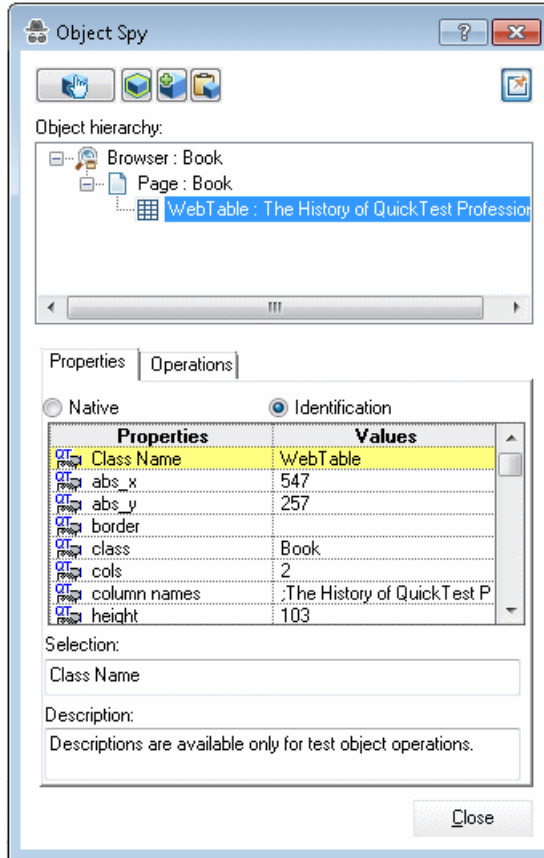 Object Spy
Object hierarchy:
Browser : Book
Page : Book
WebTable : The History of QuickTest Profession
Properties
Operations
Native
Identification
Properties Values
Class Name WebTable
abs_x 547
abs_y 257
border
class Book
cols 2
column names ;The History of QuickTest P
height 103
Selection:
Class Name
Description:
Descriptions are available only for test object operations.
Close